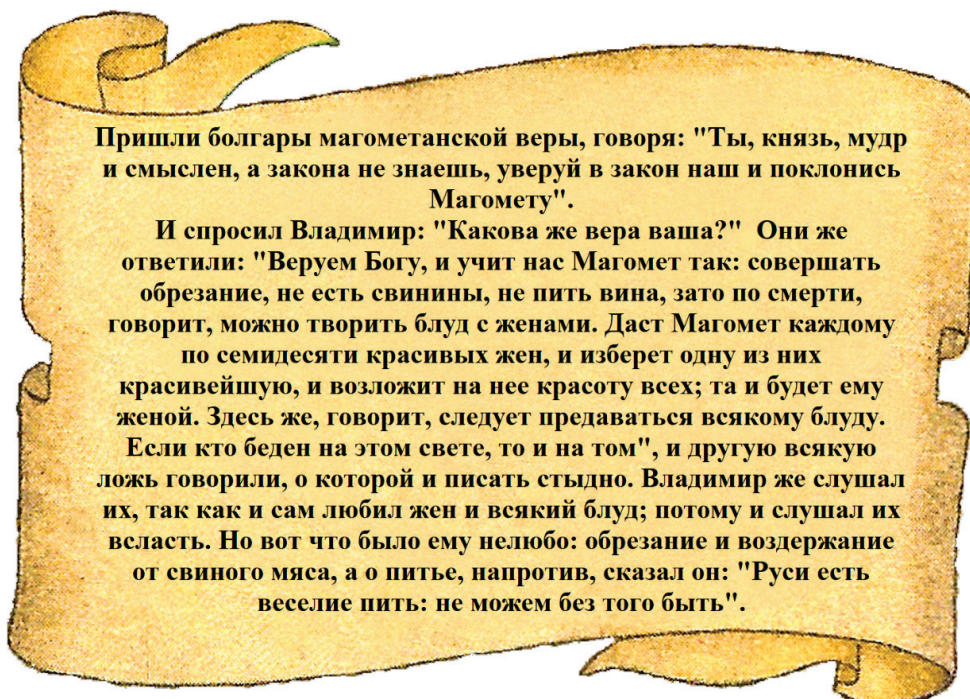 Пришли болгары магометанской веры, говоря: "Ты, князь, мудр
и смыслен, а закона не знаешь, уверуй в закон наш и поклонись
Магомету".
И спросил Владимир: "Какова же вера ваша?" Они же
ответили: "Веруем Богу, и учит нас Магомет так: совершать
обрезание, не есть свинины, не пить вина, зато по смерти,
говорит, можно творить блуд с женами. Даст Магомет каждому
по семидесяти красивых жен, и изберет одну из них
красивейшую, и возложит на нее красоту всех; та и будет ему
женой. Здесь же, говорит, следует предаваться всякому блуду.
Если кто беден на этом свете, то и на том", и другую всякую
ложь говорили, о которой и писать стыдно. Владимир же слушал
их, так как и сам любил жен и всякий блуд; потому и слушал их
всласть. Но вот что было ему нелюбо: обрезание и воздержание
от свиного мяса, а о питье, напротив, сказал он: "Руси есть
веселие пить: не можем без того быть".